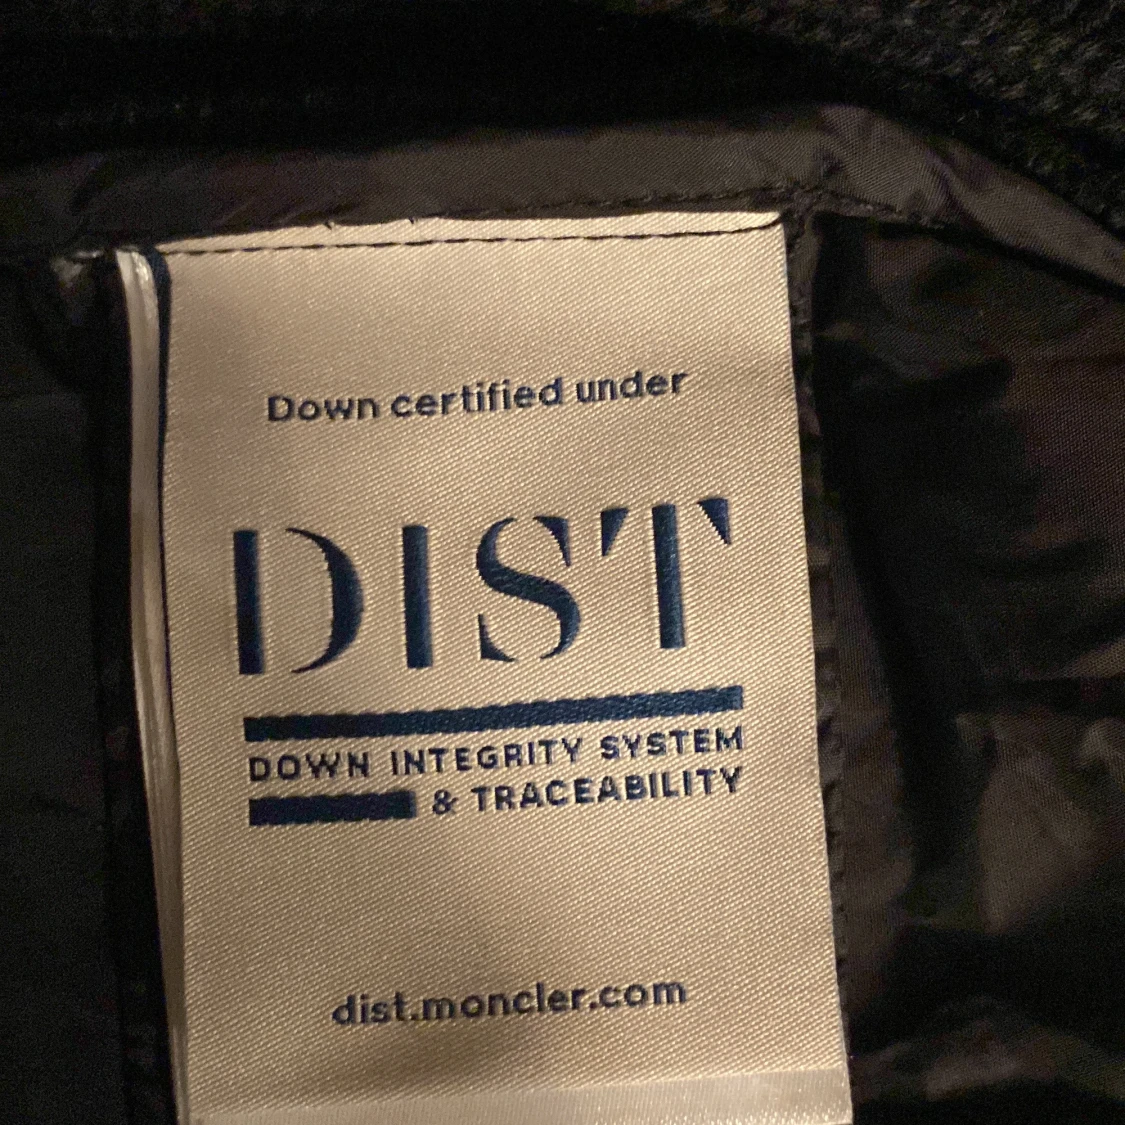 Down certified under
DIST
DOWN INTEGRITY SYSTEM
& TRACEABILITY
dist.moncler.com